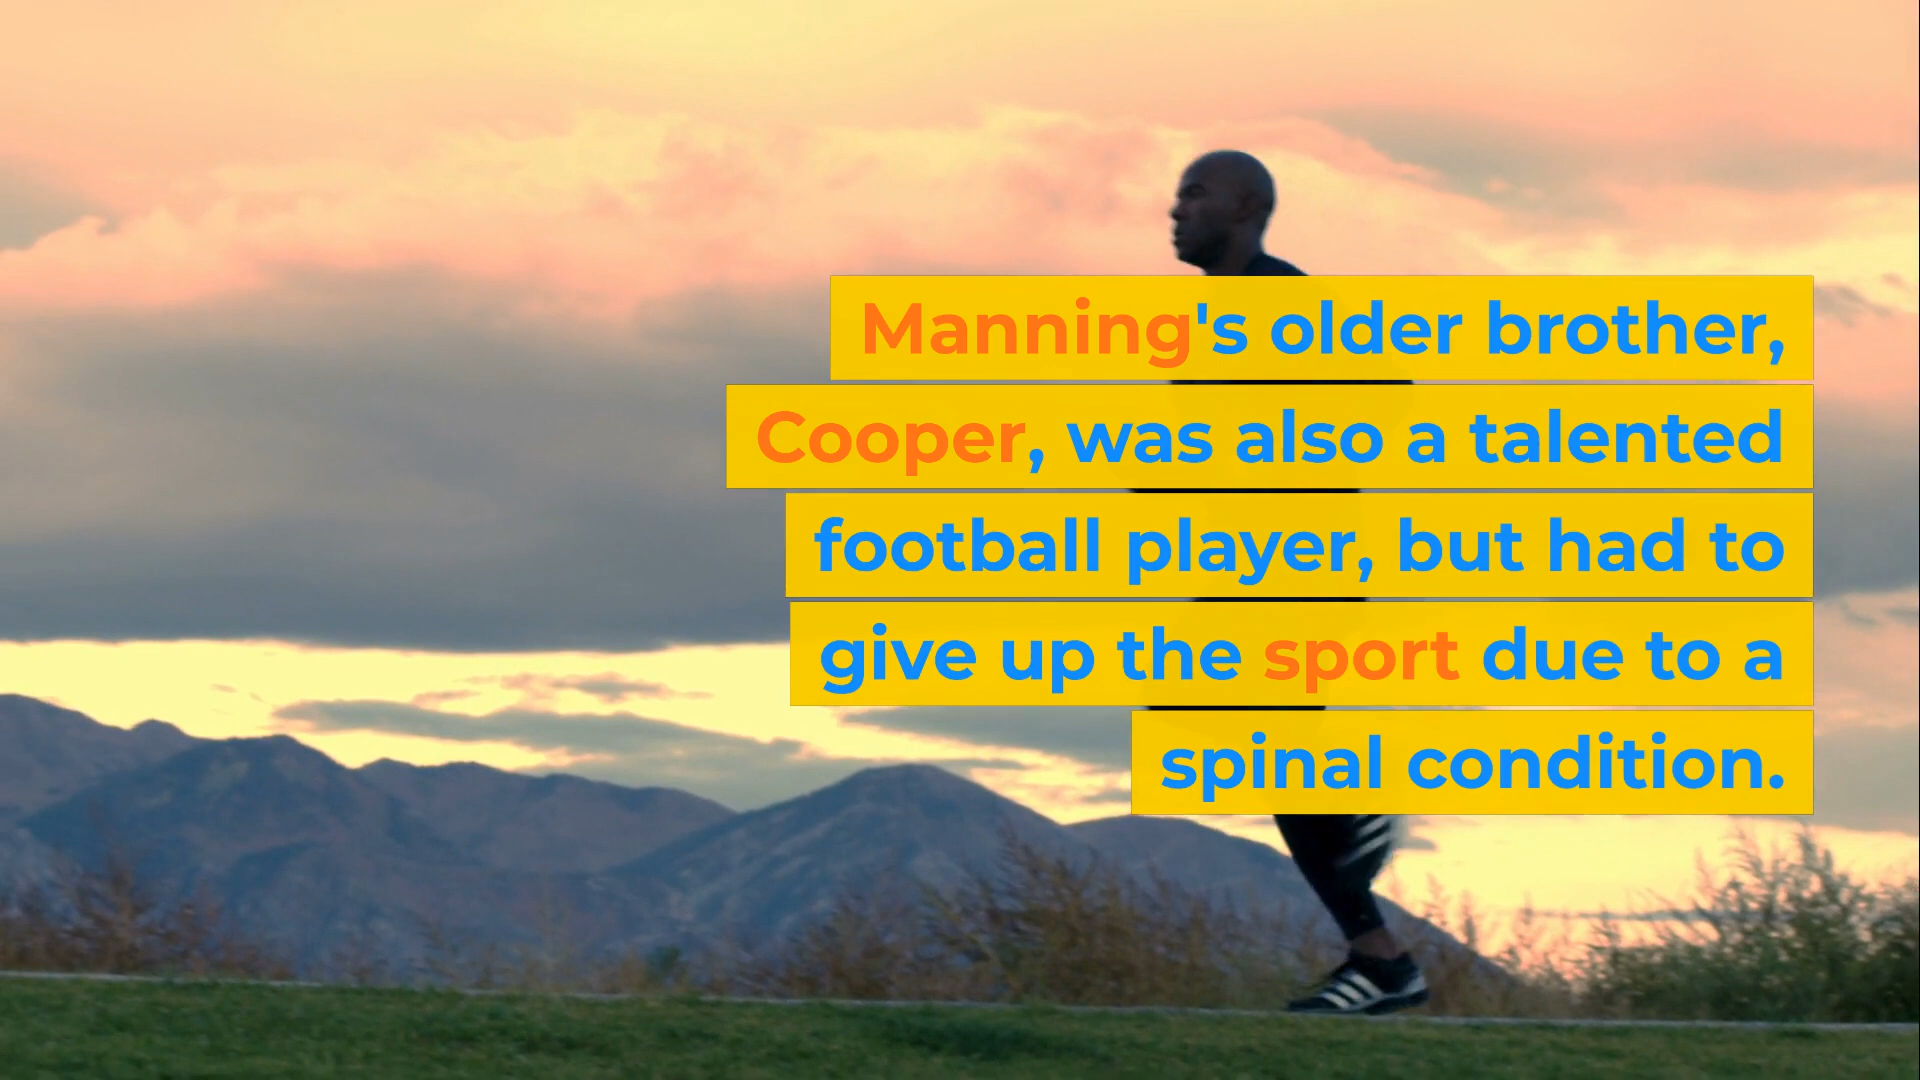 Manning's older brother,
Cooper, was also a talented
football player, but had to
give up the sport due to a
spinal condition.